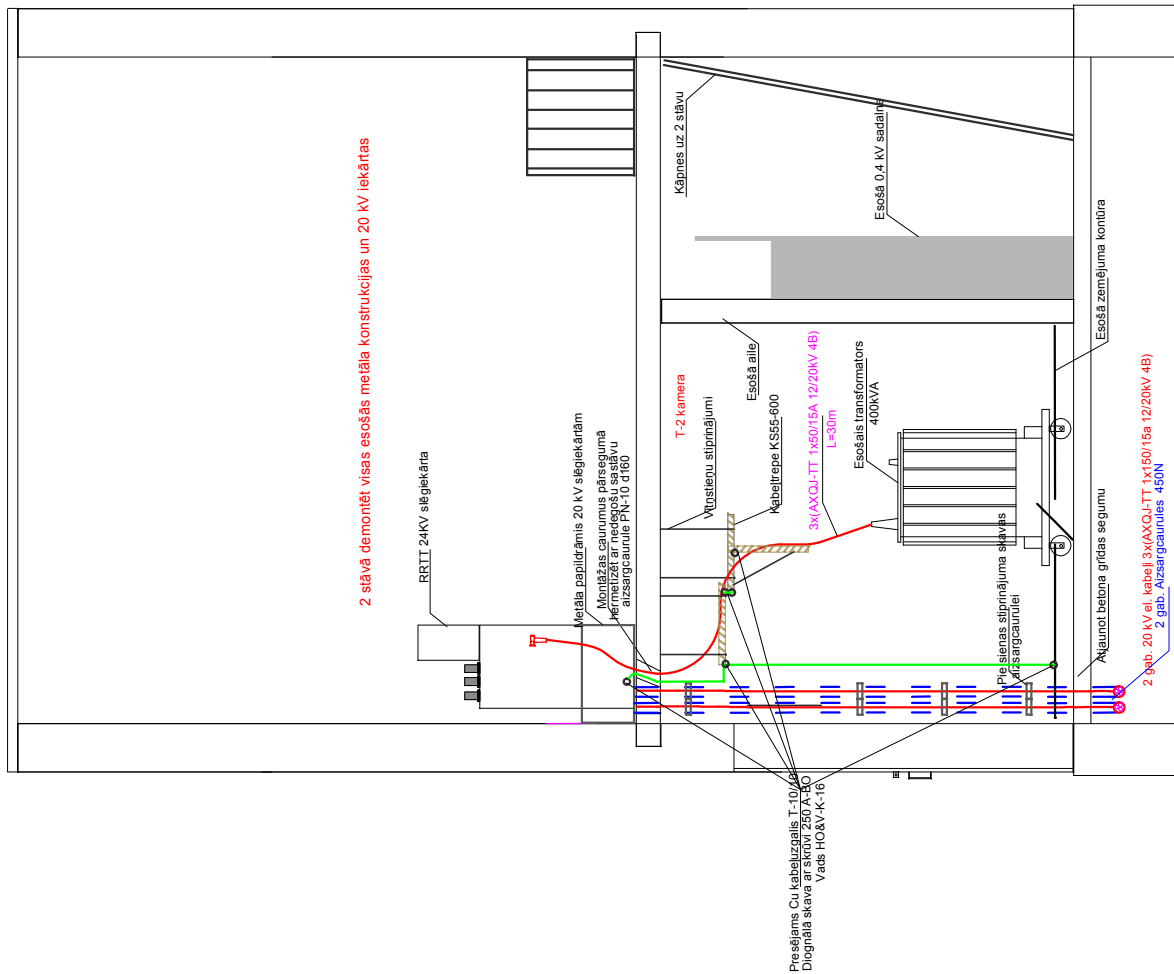 2 stāvā demontēt visas esošās metāla konstrukcijas un 20 kV iekārtas
RRTT 24KV slēgiekārta
Metāla papildrāmis 20 kV slēgiekārtām
Montāžas caurumus pārsegumā
hermetizēt ar nedegošu sastāvu
aizsargcaurule PN-10 d160
Kāpnes uz 2 stāvu
Esošā 0,4 kV sadalne
Esošā aile
T-2 kamera
Vītņstieņu stiprinājumi
Kabeļtrepe KS55-600
3x(AXQJ-TT 1x50/15A 12/20kV 4B)
L=30m
Esošais transformators
400kVA
Esošā zemējuma kontūra
Pie sienas stiprinājuma skavas
aizsargcaurulei
Atjaunot betona grīdas segumu
2 gab. 20 kV el. kabeļi 3x(AXQJ-TT 1x150/15a 12/20kV 4B)
2 gab. Aizsargcaurules 450N
Presējams Cu kabeļuzgalis T-10/10
Diognālā skava ar skrūvi 250 A-BO
Vads HO&V-K-16